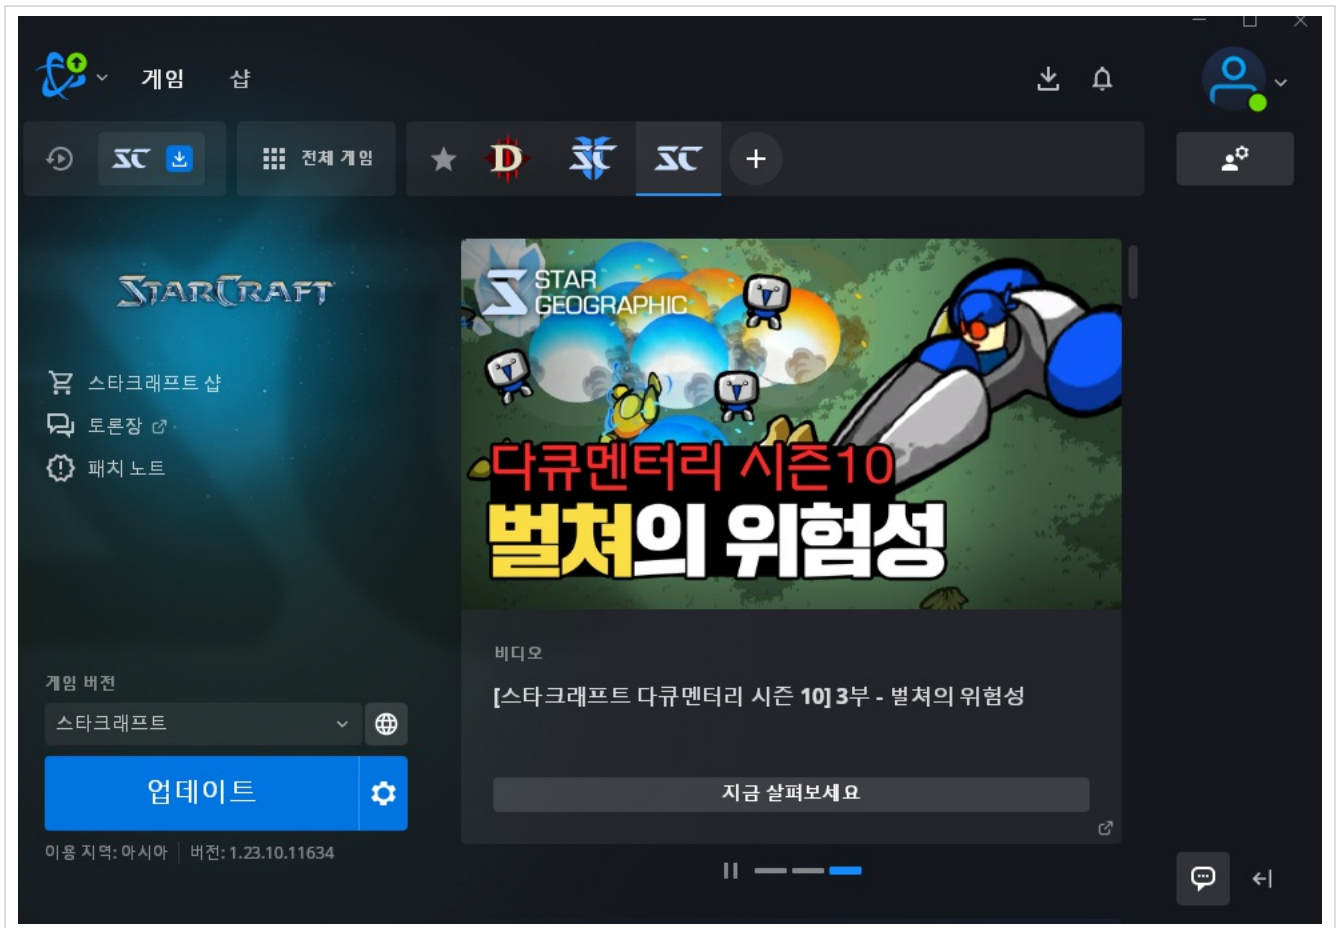 게임
샵
전체 게임
STARCRAFT
스타크래프트 샵
토론장
패치 노트
게임 버전
스타크래프트
업데이트
이용 지역: 아시아
버전: 1.23.10.11634
STAR
GEOGRAPHIC
다큐멘터리 시즌10
벌쳐의 위험성
비디오
[스타크래프트 다큐멘터리 시즌 10] 3부 - 벌쳐의 위험성
지금 살펴보세요